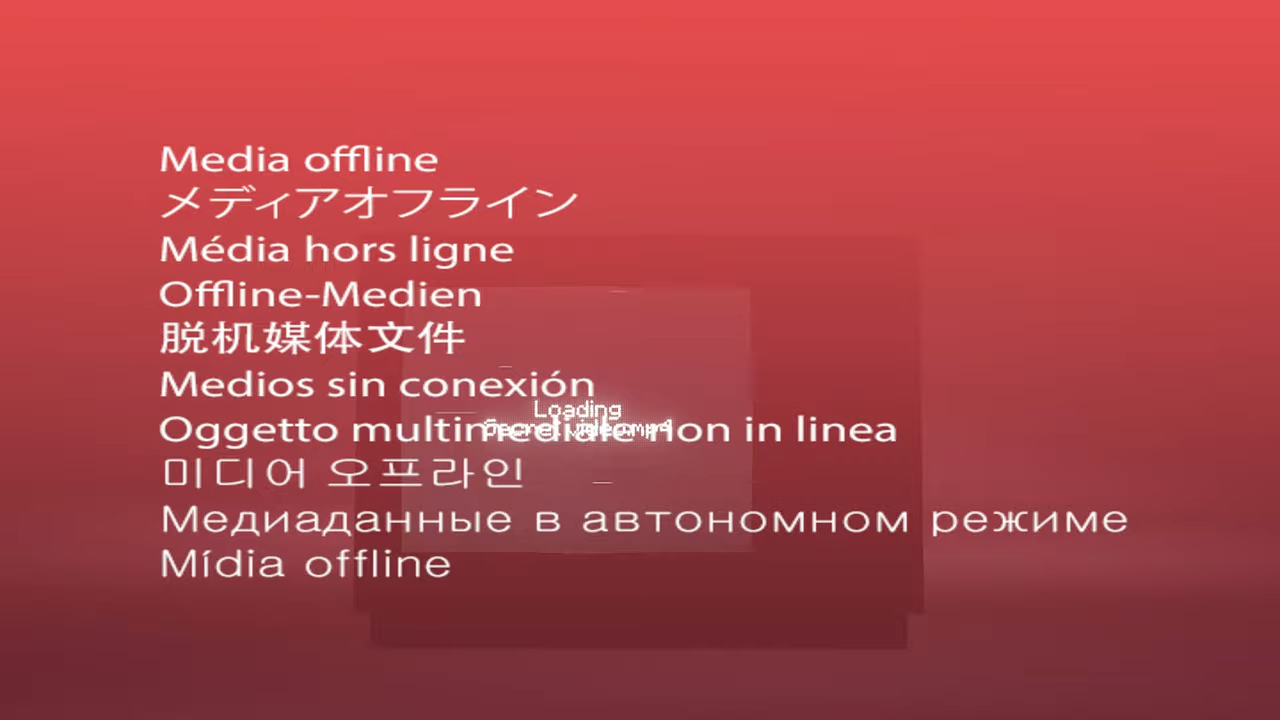 Media offline
メディアオフライン
Média hors ligne
Offline-Medien
脱机媒体文件
Medios sin conexión
Loading
Oggetto multimediale non in linea
미디어 오프라인
Медиаданные в автономном режиме
Mídia offline